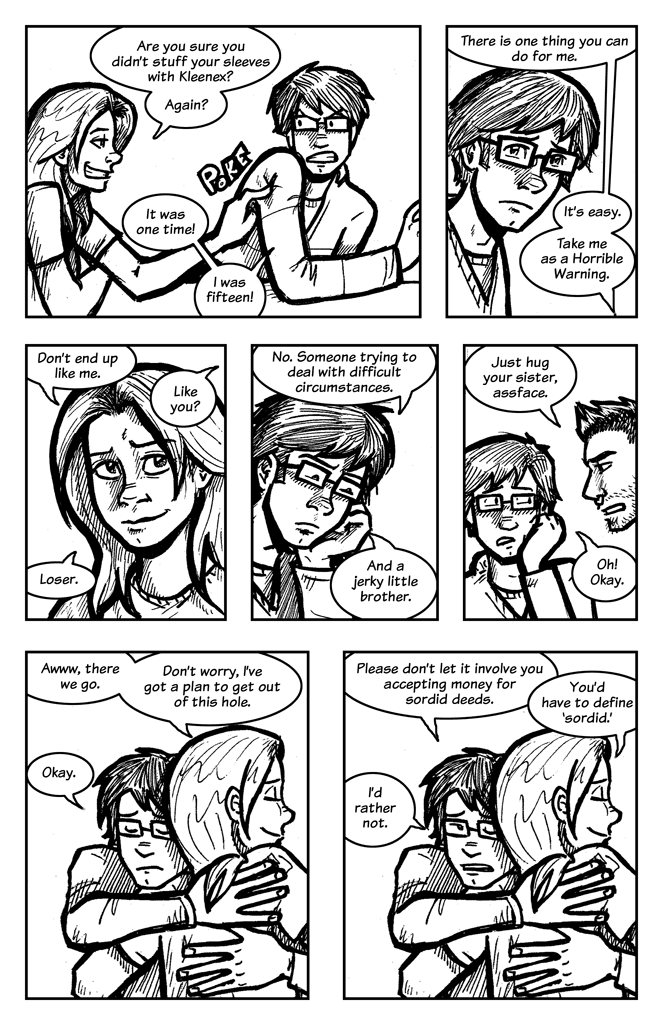 Are you sure you
didn't stuff your sleeves
with Kleenex?
Again?
POKE
It was
one time!
I was
fifteen!
There is one thing you can
do for me.
It's easy.
Take me
as a Horrible
Warning.
Don't end up
like me.
Like
you?
Loser.
No. Someone trying to
deal with difficult
circumstances.
And a
jerky little
brother.
Just hug
your sister,
assface.
Oh!
Okay.
Awww, there
we go.
Don't worry, I've
got a plan to get out
of this hole.
Okay.
Please don't let it involve you
accepting money for
sordid deeds.
You'd
have to define
'sordid.'
I'd
rather
not.